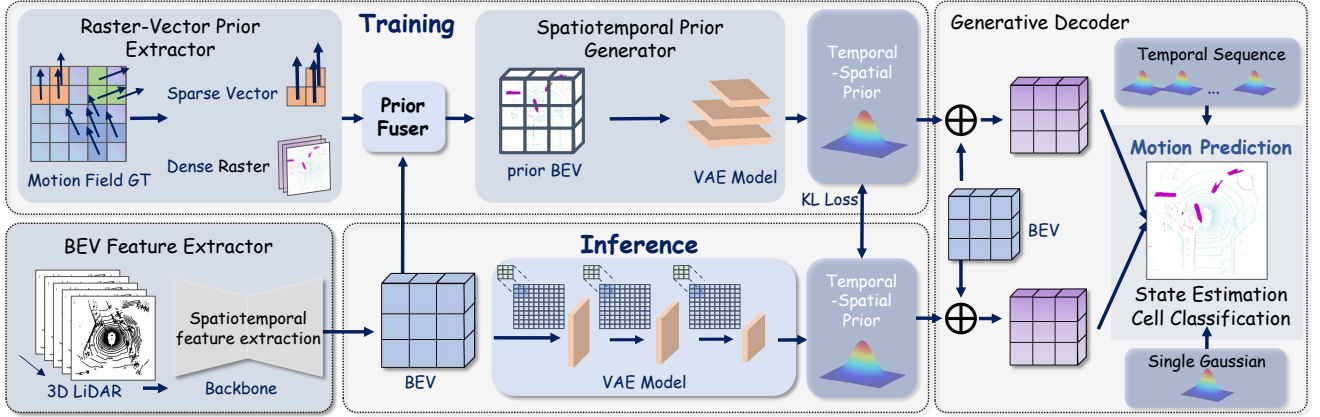 Raster-Vector Prior
Extractor
Sparse Vector
Dense Raster
Motion Field GT
Training
Prior
Fuser
Spatiotemporal Prior
Generator
prior BEV
VAE Model
Temporal
-Spatial
Prior
KL Loss
BEV Feature Extractor
Spatiotemporal
feature extraction
3D LiDAR
Backbone
Inference
BEV
VAE Model
Temporal
-Spatial
Prior
Generative Decoder
Temporal Sequence
...
Motion Prediction
BEV
State Estimation
Cell Classification
Single Gaussian